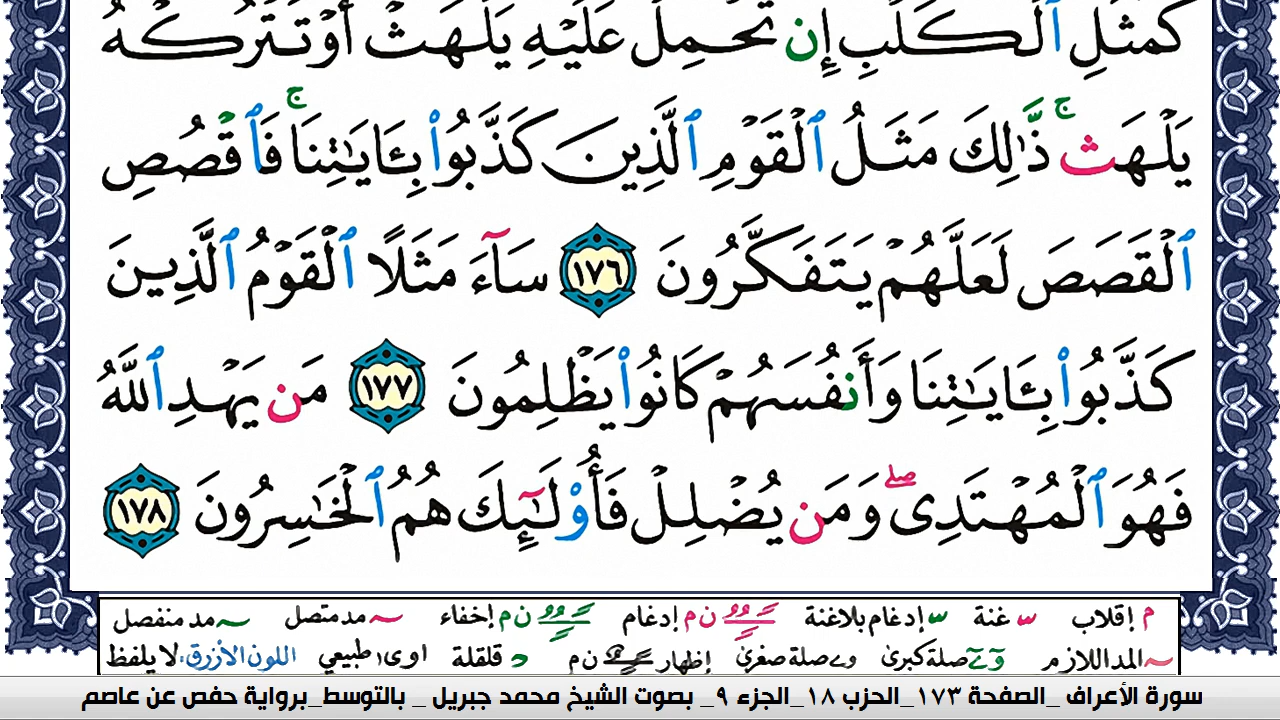 كَمَثَلِ ٱلۡكَلۡبِ إِن تَحۡمِلۡ عَلَيۡهِ يَلۡهَثۡ أَوۡ تَتۡرُكۡهُ
يَلۡهَثۚ ذَّٰلِكَ مَثَلُ ٱلۡقَوۡمِ ٱلَّذِينَ كَذَّبُواْ بِـَٔايَٰتِنَاۚ فَٱقۡصُصِ
ٱلۡقَصَصَ لَعَلَّهُمۡ يَتَفَكَّرُونَ ١٧٦ سَآءَ مَثَلًا ٱلۡقَوۡمُ ٱلَّذِينَ
كَذَّبُواْ بِـَٔايَٰتِنَا وَأَنفُسَهُمۡ كَانُواْ يَظۡلِمُونَ ١٧٧ مَن يَهۡدِ ٱللَّهُ
فَهُوَ ٱلۡمُهۡتَدِيۖ وَمَن يُضۡلِلۡ فَأُوْلَٰٓئِكَ هُمُ ٱلۡخَٰسِرُونَ ١٧٨
م إقلاب س غنة س إدغام بلاغنة ن م إدغام ن م إخفاء مد متصل مد منفصل
المد اللازم صلة كبرى صلة صغرى إظهار ن م قلقلة اوى طبيعي اللون الأزرق: لا يلفظ
سورة الأعراف _الصفحة ١٧٣_الحزب ١٨_الجزء ٩_ بصوت الشيخ محمد جبريل _ بالتوسط_برواية حفص عن عاصم